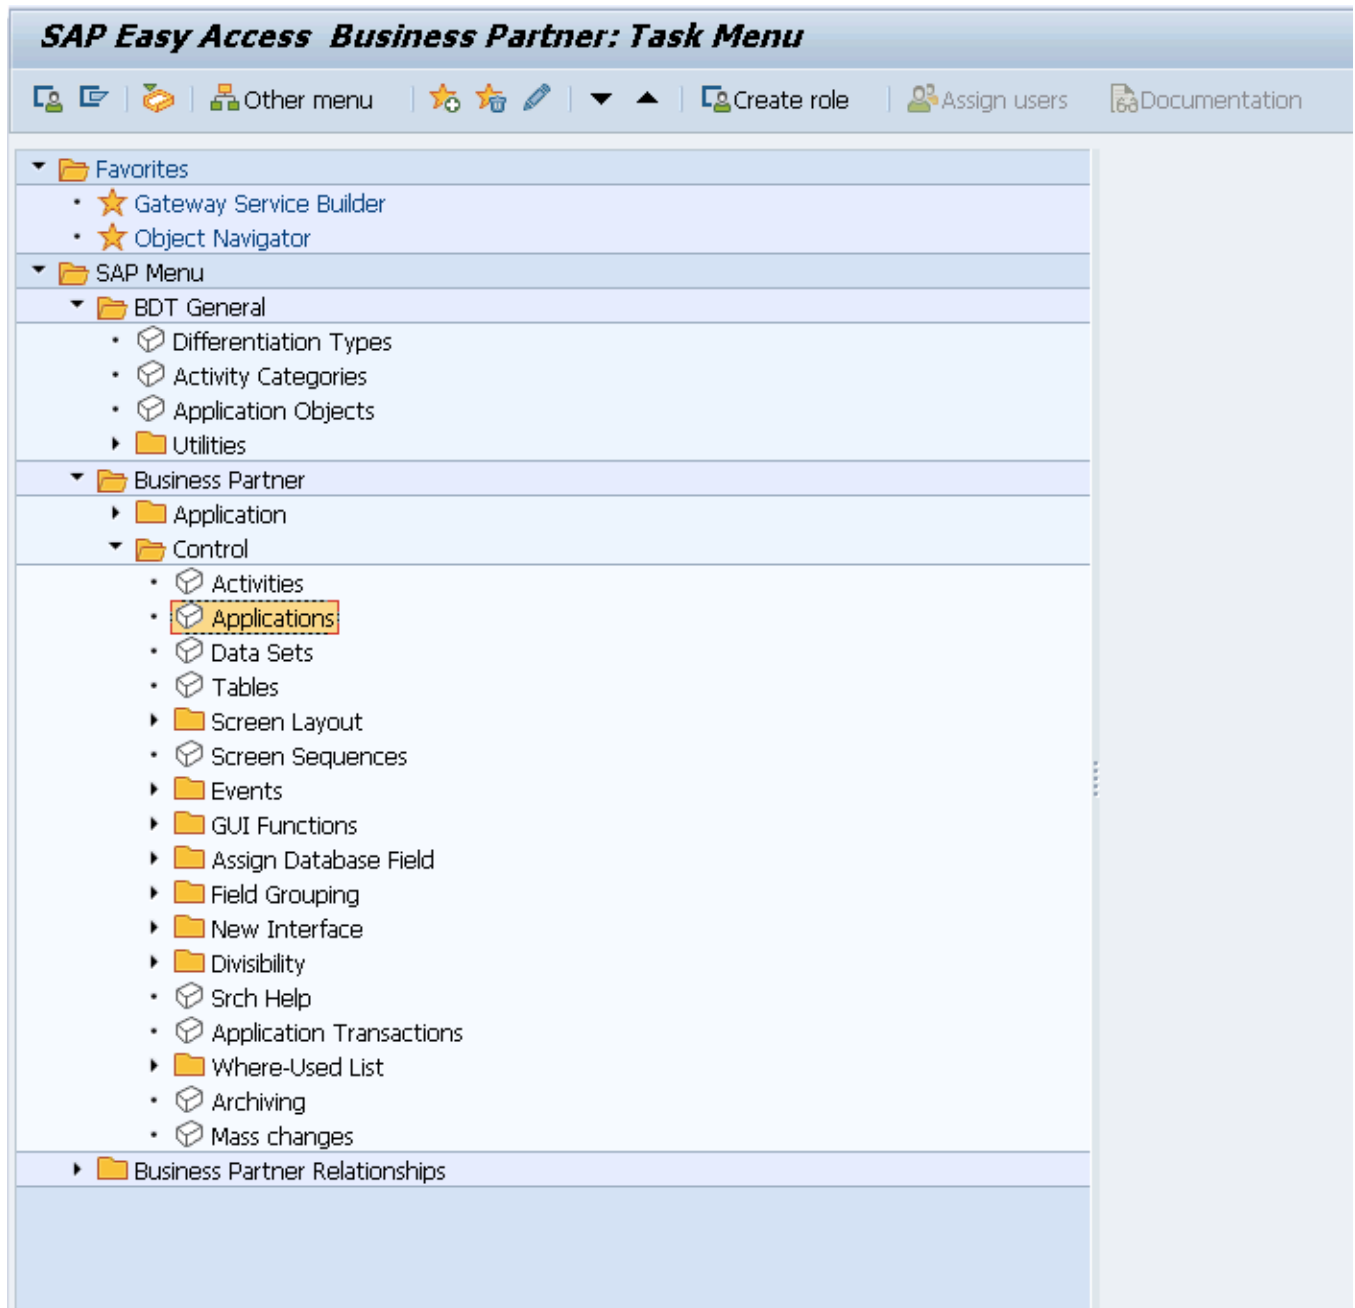 SAP Easy Access Business Partner: Task Menu
Other menu Create role Assign users Documentation
Favorites
Gateway Service Builder
Object Navigator
SAP Menu
BDT General
Differentiation Types
Activity Categories
Application Objects
Utilities
Business Partner
Application
Control
Activities
Applications
Data Sets
Tables
Screen Layout
Screen Sequences
Events
GUI Functions
Assign Database Field
Field Grouping
New Interface
Divisibility
Srch Help
Application Transactions
Where-Used List
Archiving
Mass changes
Business Partner Relationships